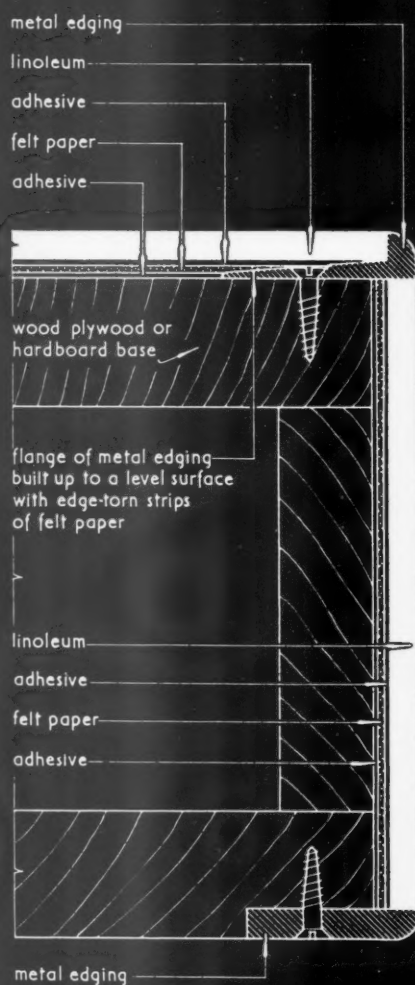 metal edging
linoleum
adhesive
felt paper
adhesive
wood plywood or
hardboard base
flange of metal edging
built up to a level surface
with edge-torn strips
of felt paper
linoleum
adhesive
felt paper
adhesive
metal edging